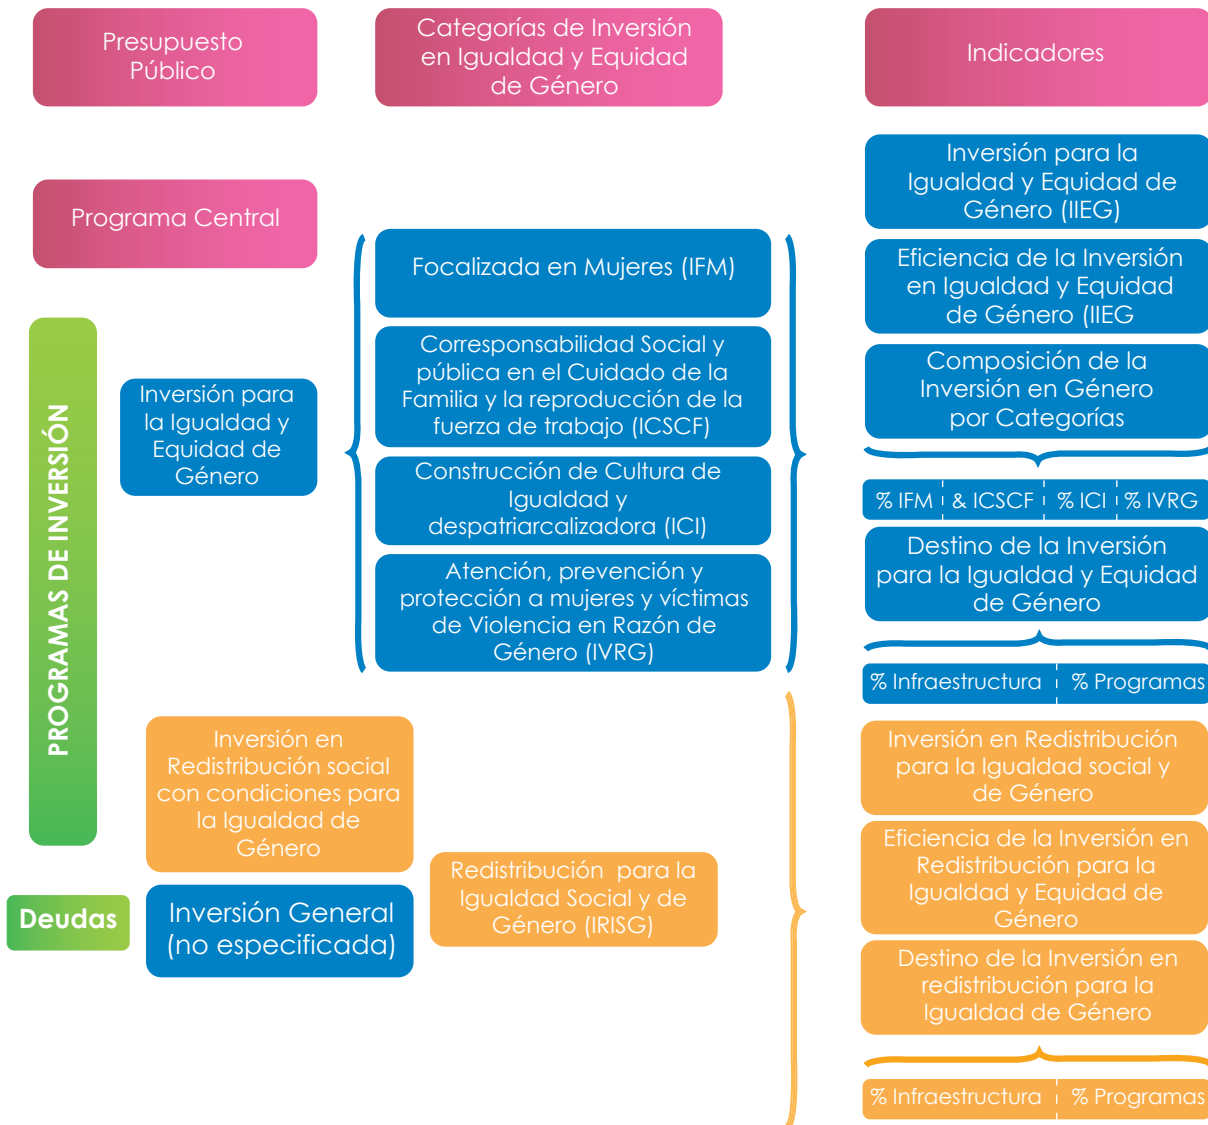 Presupuesto
Público
Categorías de Inversión
en Igualdad y Equidad
de Género
Indicadores
Programa Central
PROGRAMAS DE INVERSIÓN
Deudas
Inversión para
la Igualdad y
Equidad de
Género
Inversión en
Redistribución social
con condiciones para
la Igualdad de
Género
Inversión General
(no especificada)
Focalizada en Mujeres (IFM)
Corresponsabilidad Social y
pública en el Cuidado de la
Familia y la reproducción de la
fuerza de trabajo (ICSCF)
Construcción de Cultura de
Igualdad y
despatriarcalizadora (ICI)
Atención, prevención y
protección a mujeres y víctimas
de Violencia en Razón de
Género (IVRG)
Redistribución para la
Igualdad Social y de
Género (IRISG)
Inversión para la
Igualdad y Equidad de
Género (IIEG)
Eficiencia de la Inversión
en Igualdad y Equidad
de Género (IIEG
Composición de la
Inversión en Género
por Categorías
% IFM & ICSCF % ICI % IVRG
Destino de la Inversión
para la Igualdad y Equidad
de Género
% Infraestructura % Programas
Inversión en Redistribución
para la Igualdad social y
de Género
Eficiencia de la Inversión en
Redistribución para la
Igualdad y Equidad de
Género
Destino de la Inversión en
redistribución para la
Igualdad de Género
% Infraestructura % Programas